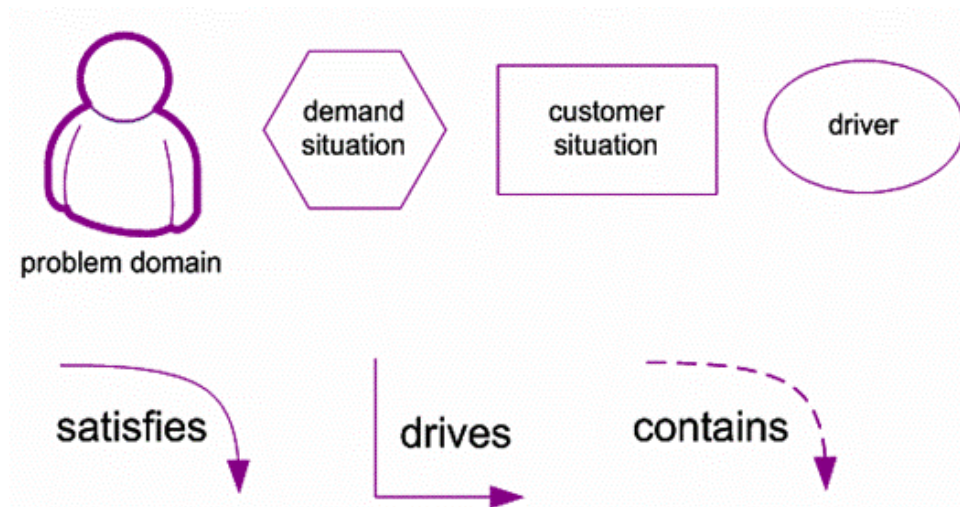 demand
situation
customer
situation
driver
problem domain
satisfies
drives
contains